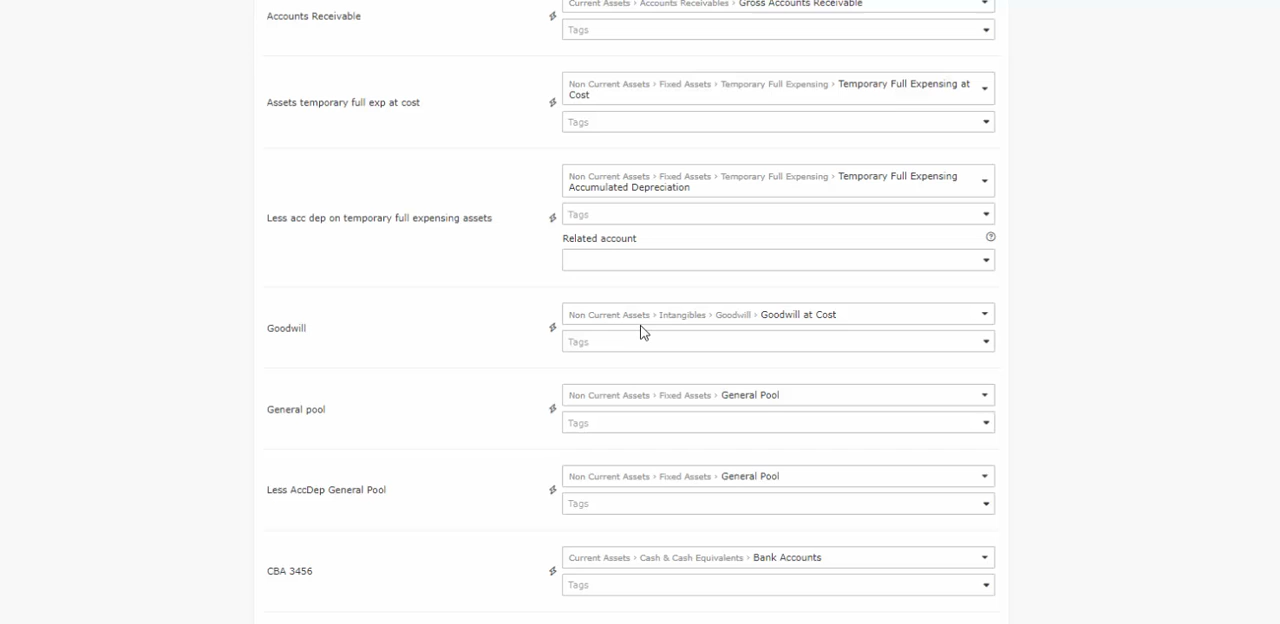 Accounts Receivable
Current Assets › Accounts Receivables › Gross Accounts Receivable
Tags
Assets temporary full exp at cost
Non Current Assets › Fixed Assets › Temporary Full Expensing › Temporary Full Expensing at
Cost
Tags
Less acc dep on temporary full expensing assets
Non Current Assets › Fixed Assets › Temporary Full Expensing › Temporary Full Expensing
Accumulated Depreciation
Tags
Related account
Goodwill
Non Current Assets › Intangibles › Goodwill › Goodwill at Cost
Tags
General pool
Non Current Assets › Fixed Assets › General Pool
Tags
Less AccDep General Pool
Non Current Assets › Fixed Assets › General Pool
Tags
CBA 3456
Current Assets › Cash & Cash Equivalents › Bank Accounts
Tags